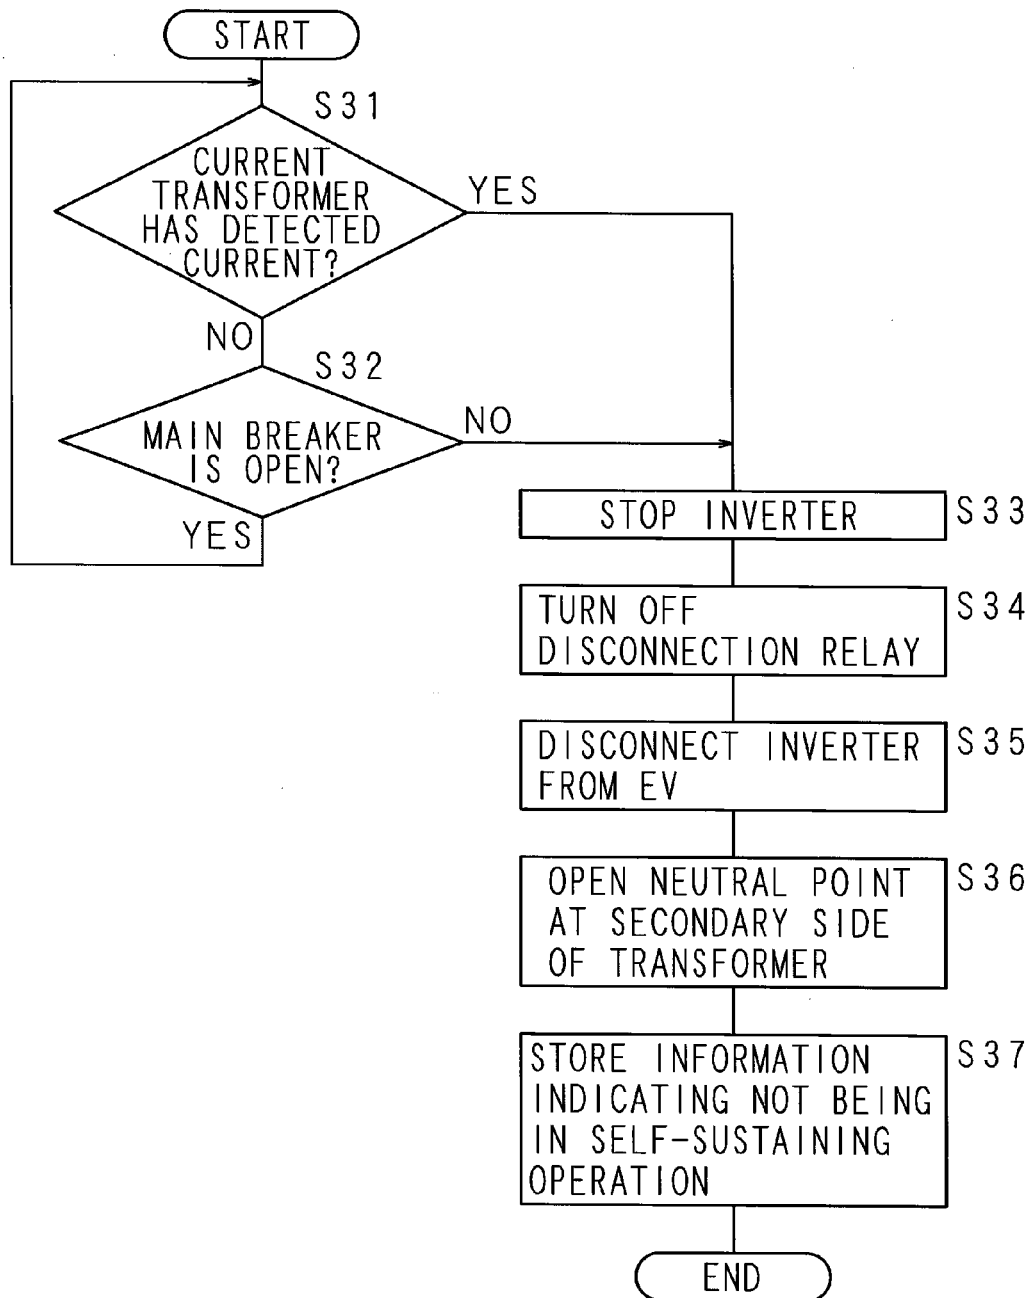 START
S31
CURRENT
TRANSFORMER
HAS DETECTED
CURRENT?
YES
NO
S32
MAIN BREAKER
IS OPEN?
NO
YES
STOP INVERTER
S33
TURN OFF
DISCONNECTION RELAY
S34
DISCONNECT INVERTER
FROM EV
S35
OPEN NEUTRAL POINT
AT SECONDARY SIDE
OF TRANSFORMER
S36
STORE INFORMATION
INDICATING NOT BEING
IN SELF-SUSTAINING
OPERATION
S37
END